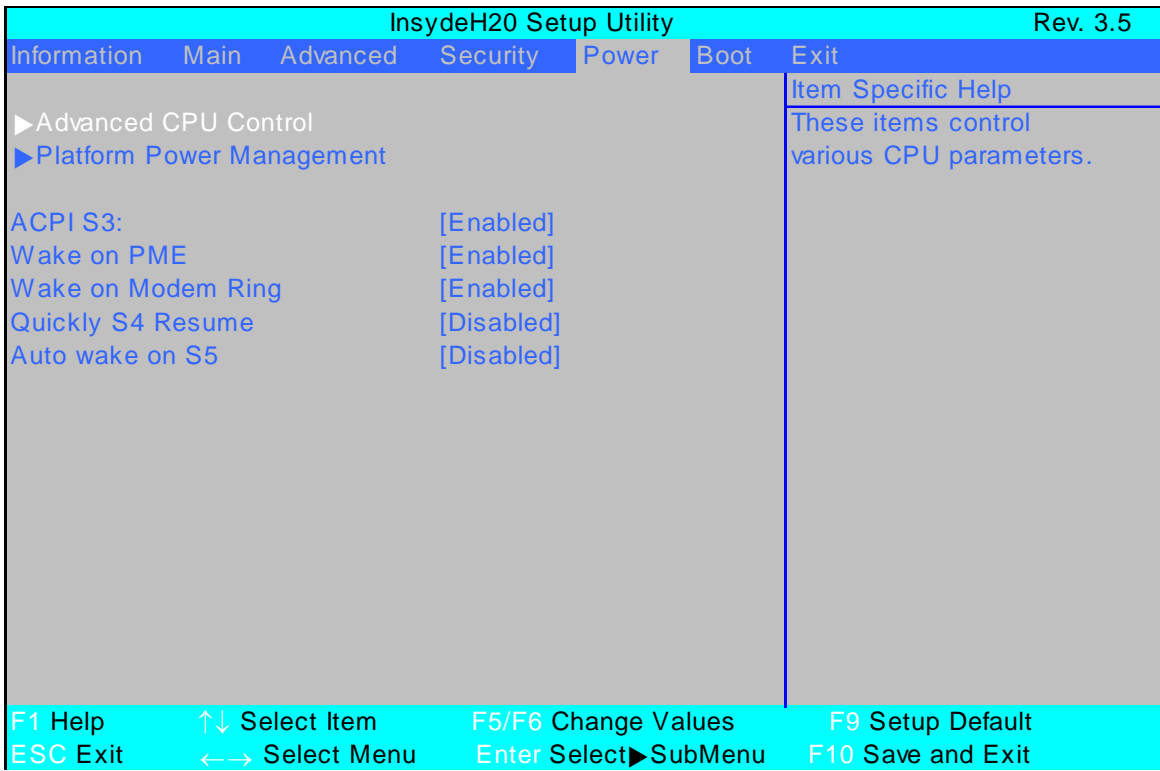 InsydeH20 Setup Utility Rev. 3.5
Information Main Advanced Security Power Boot Exit
Item Specific Help
▶Advanced CPU Control These items control
▶Platform Power Management various CPU parameters.
ACPI S3: [Enabled]
Wake on PME [Enabled]
Wake on Modem Ring [Enabled]
Quickly S4 Resume [Disabled]
Auto wake on S5 [Disabled]
F1 Help ↑↓ Select Item F5/F6 Change Values F9 Setup Default
ESC Exit ←→ Select Menu Enter Select▶SubMenu F10 Save and Exit